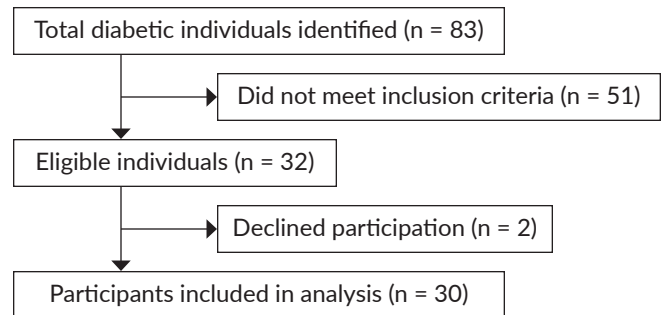 Total diabetic individuals identified (n = 83)
Did not meet inclusion criteria (n = 51)
Eligible individuals (n = 32)
Declined participation (n = 2)
Participants included in analysis (n = 30)